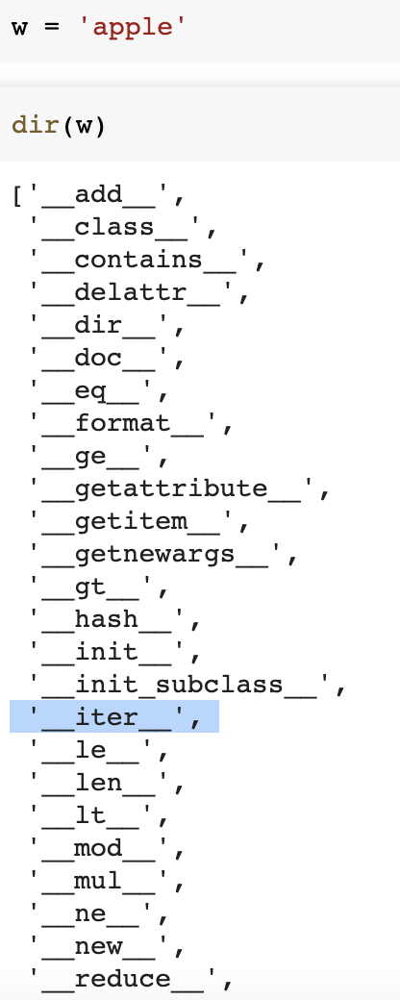 w = 'apple'
dir(w)
['__add__',
'__class__',
'__contains__',
'__delattr__',
'__dir__',
'__doc__',
'__eq__',
'__format__',
'__ge__',
'__getattribute__',
'__getitem__',
'__getnewargs__',
'__gt__',
'__hash__',
'__init__',
'__init_subclass__',
'__iter__',
'__le__',
'__len__',
'__lt__',
'__mod__',
'__mul__',
'__ne__',
'__new__',
'__reduce__',